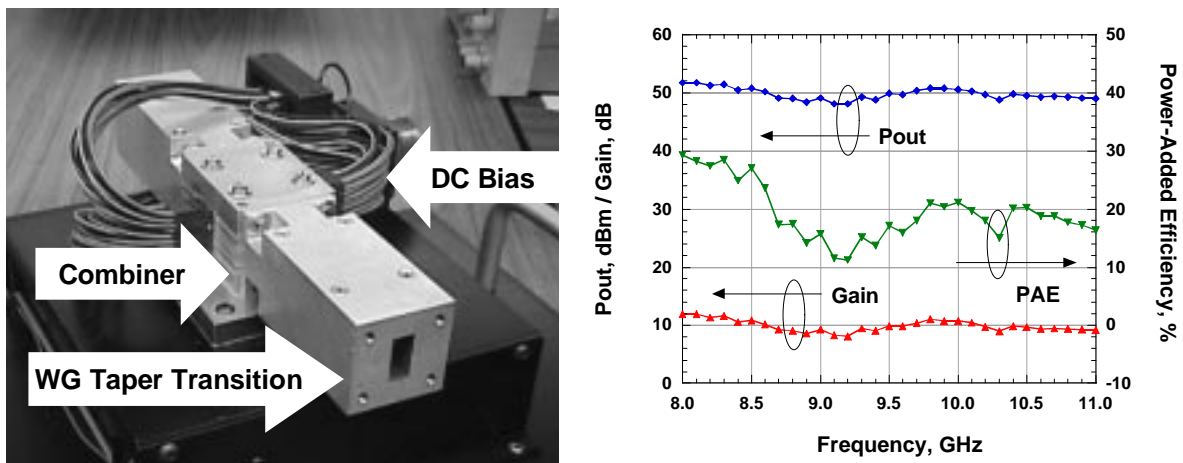 DC Bias
Combiner
WG Taper Transition
Pout, dBm / Gain, dB
60
50
40
30
20
10
0
Pout
Gain
PAE
50
40
30
20
10
0
-10
Power-Added Efficiency, %
8.0 8.5 9.0 9.5 10.0 10.5 11.0
Frequency, GHz